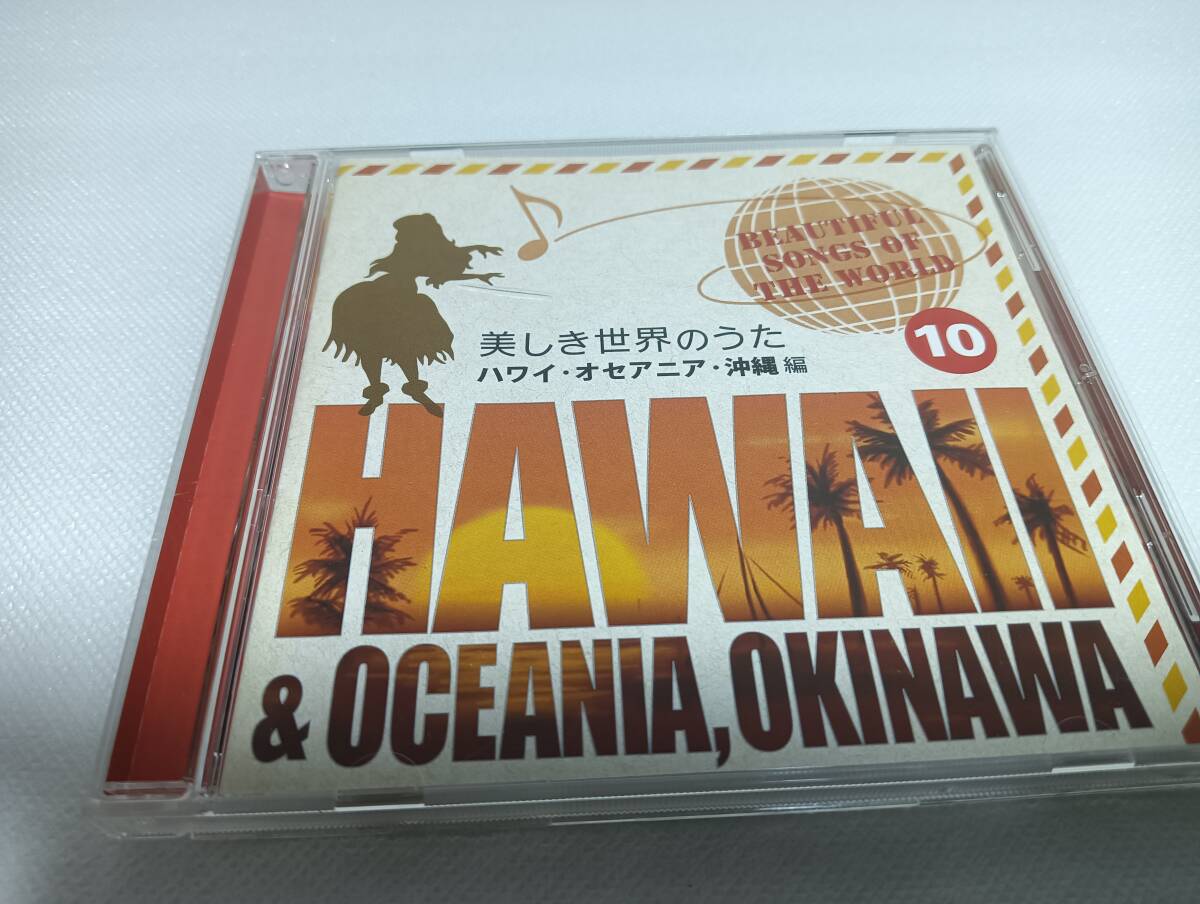 BEAUTIFUL
SONGS OF
THE WORLD
美しき世界のうた
10
ハワイ・オセアニア・沖縄 編
HAWAII
& OCEANIA, OKINAWA